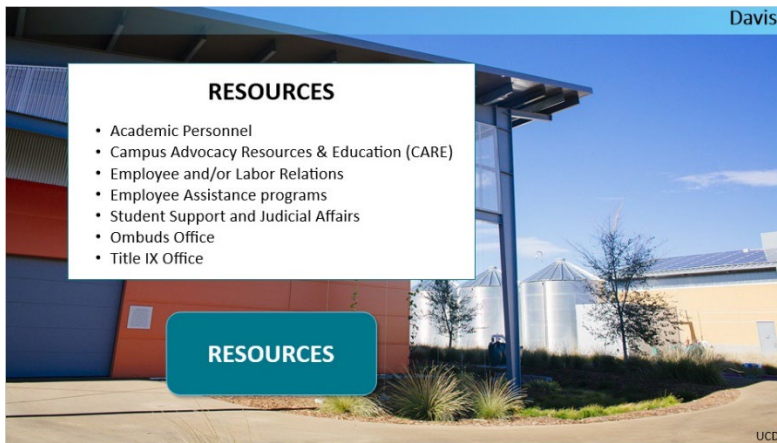 Davis
RESOURCES
• Academic Personnel
• Campus Advocacy Resources & Education (CARE)
• Employee and/or Labor Relations
• Employee Assistance programs
• Student Support and Judicial Affairs
• Ombuds Office
• Title IX Office
RESOURCES
UCD